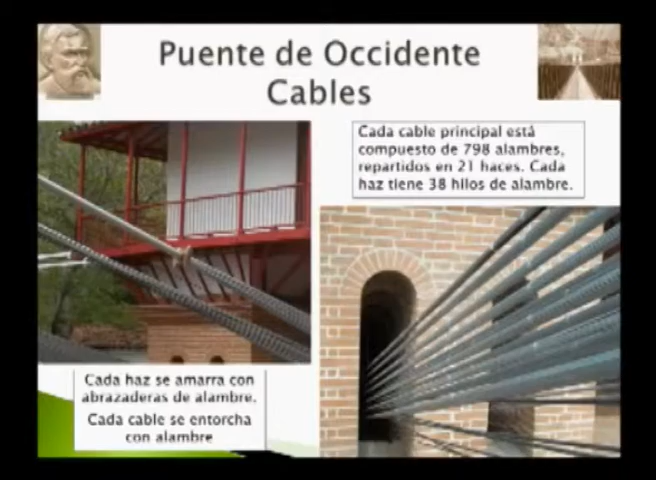 Puente de Occidente
Cables
Cada cable principal está
compuesto de 798 alambres,
repartidos en 21 haces. Cada
haz tiene 38 hilos de alambre.
Cada haz se amarra con
abrazaderas de alambre.
Cada cable se entorcha
con alambre